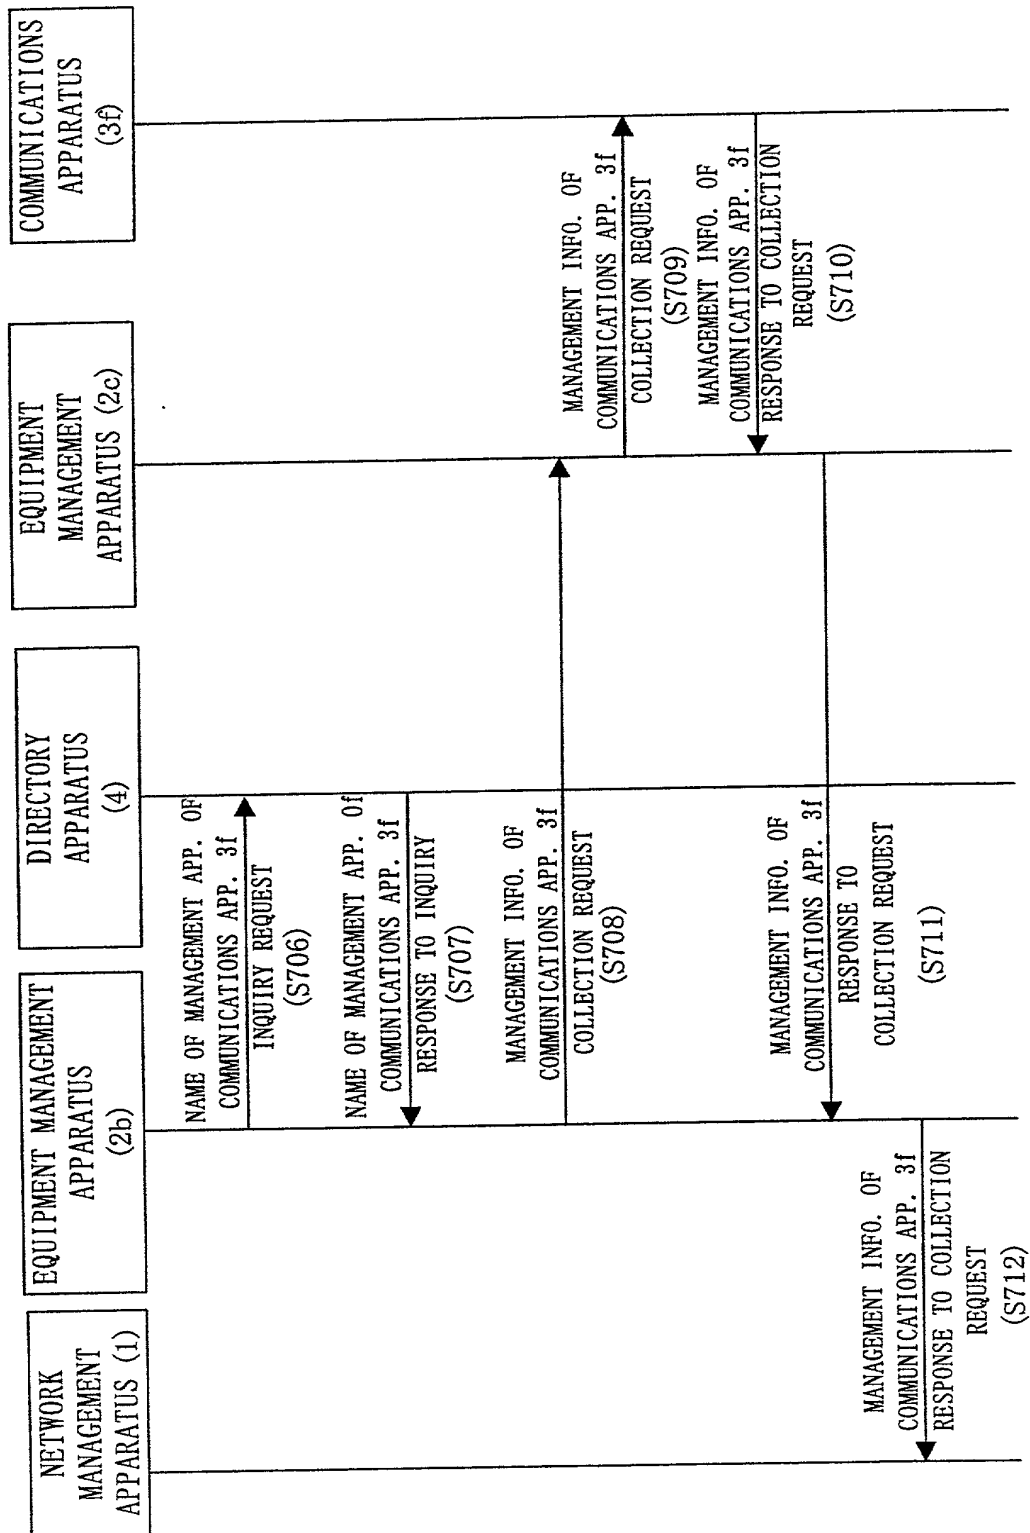 NETWORK
MANAGEMENT
APPARATUS (1)
EQUIPMENT MANAGEMENT
APPARATUS
(2b)
DIRECTORY
APPARATUS
(4)
EQUIPMENT
MANAGEMENT
APPARATUS (2c)
COMMUNICATIONS
APPARATUS
(3f)
NAME OF MANAGEMENT APP. OF
COMMUNICATIONS APP. 3f
INQUIRY REQUEST
(S706)
NAME OF MANAGEMENT APP. Of
COMMUNICATIONS APP. 3f
RESPONSE TO INQUIRY
(S707)
MANAGEMENT INFO. OF
COMMUNICATIONS APP. 3f
COLLECTION REQUEST
(S708)
MANAGEMENT INFO. OF
COMMUNICATIONS APP. 3f
COLLECTION REQUEST
(S709)
MANAGEMENT INFO. OF
COMMUNICATIONS APP. 3f
RESPONSE TO COLLECTION
REQUEST
(S710)
MANAGEMENT INFO. OF
COMMUNICATIONS APP. 3f
RESPONSE TO
COLLECTION REQUEST
(S711)
MANAGEMENT INFO. OF
COMMUNICATIONS APP. 3f
RESPONSE TO COLLECTION
REQUEST
(S712)